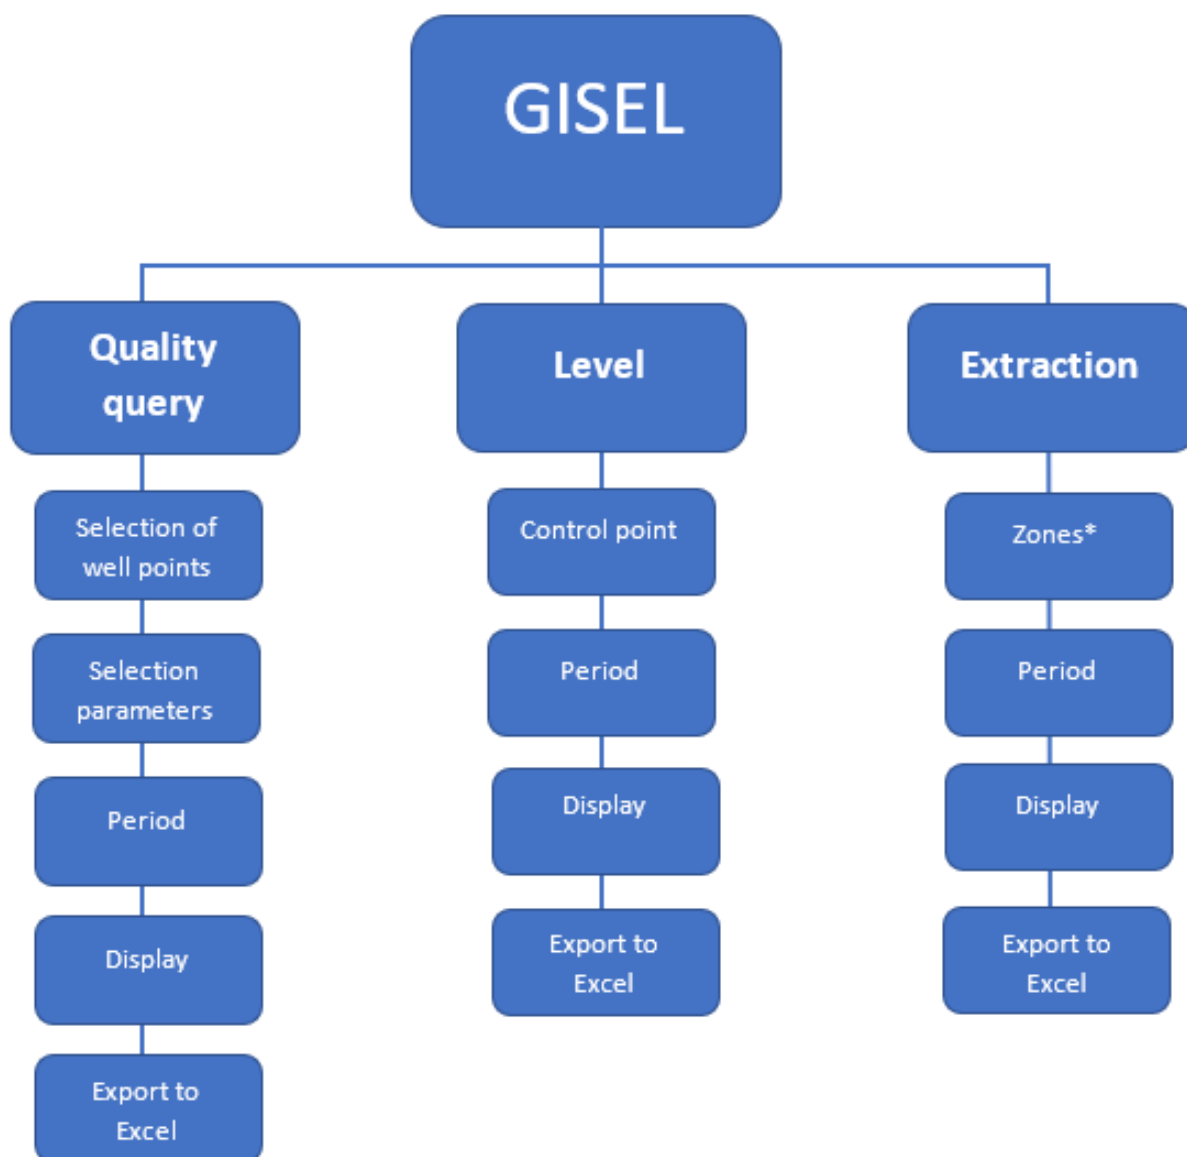 GISEL
Quality
query
Selection of
well points
Selection
parameters
Period
Display
Export to
Excel
Level
Control point
Period
Display
Export to
Excel
Extraction
Zones*
Period
Display
Export to
Excel